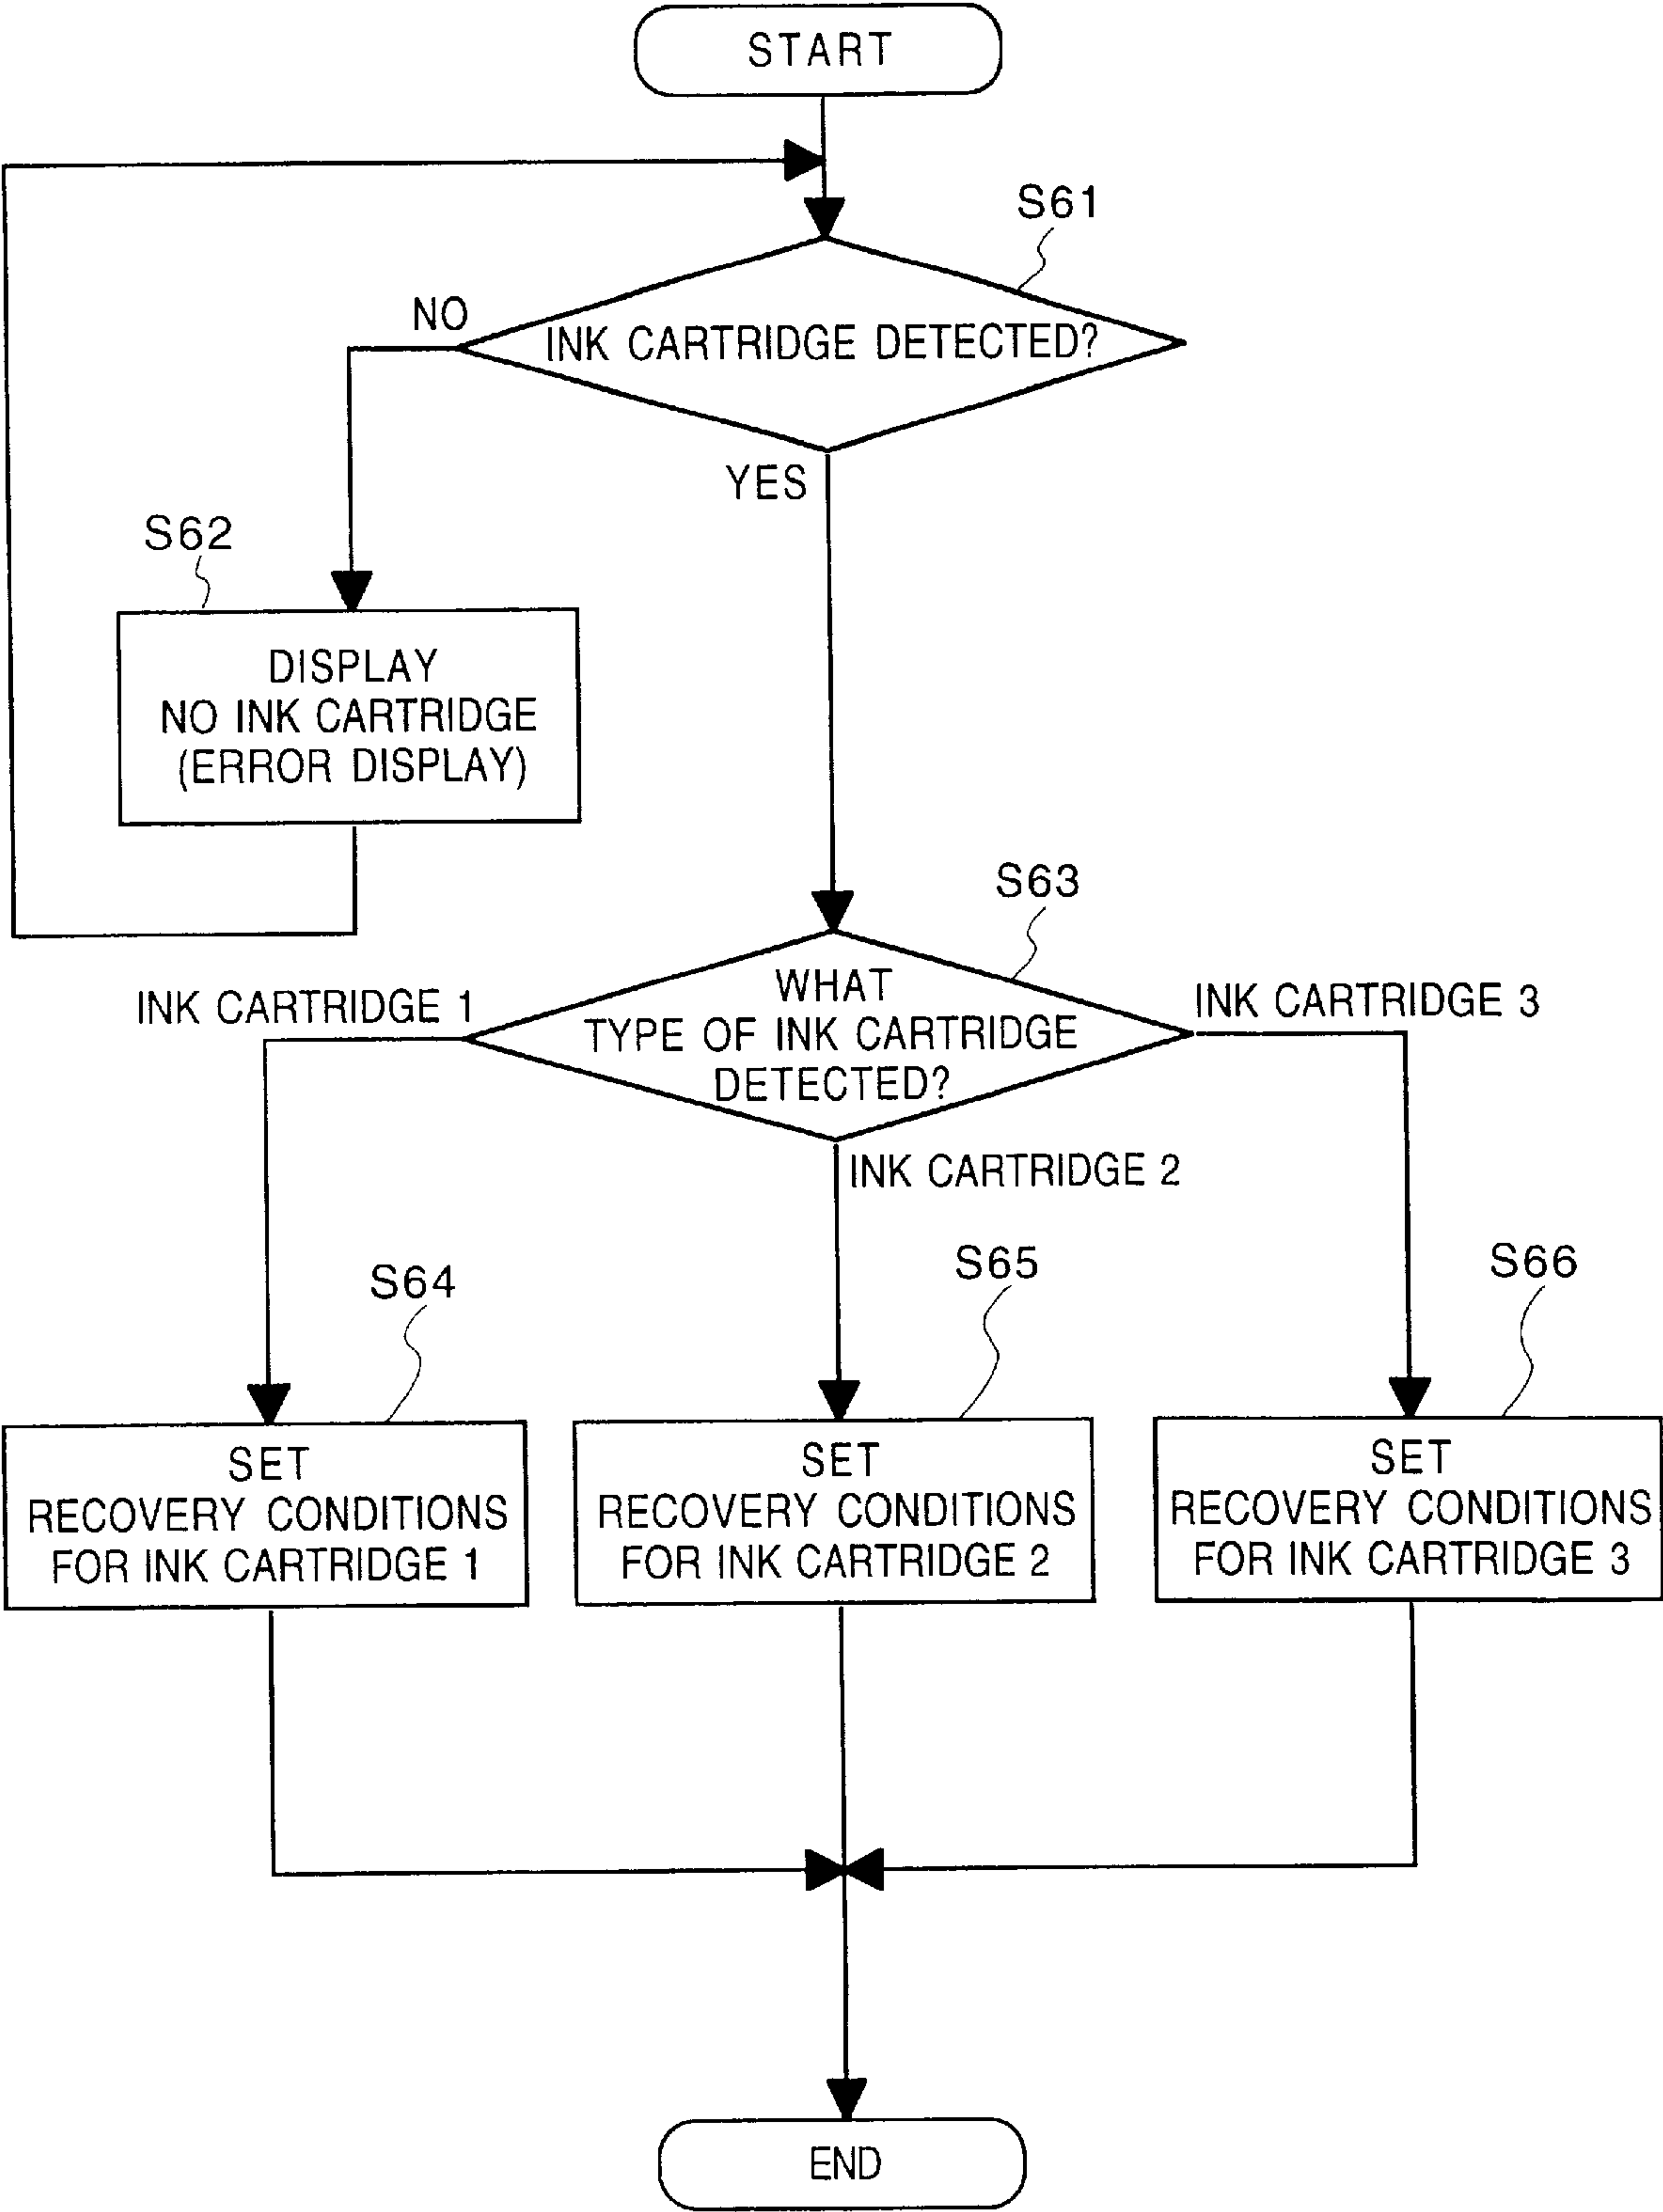 START
S61
NO
INK CARTRIDGE DETECTED?
YES
S62
DISPLAY
NO INK CARTRIDGE
(ERROR DISPLAY)
S63
INK CARTRIDGE 1
WHAT
TYPE OF INK CARTRIDGE
DETECTED?
INK CARTRIDGE 3
INK CARTRIDGE 2
S64
S65
S66
SET
RECOVERY CONDITIONS
FOR INK CARTRIDGE 1
SET
RECOVERY CONDITIONS
FOR INK CARTRIDGE 2
SET
RECOVERY CONDITIONS
FOR INK CARTRIDGE 3
END